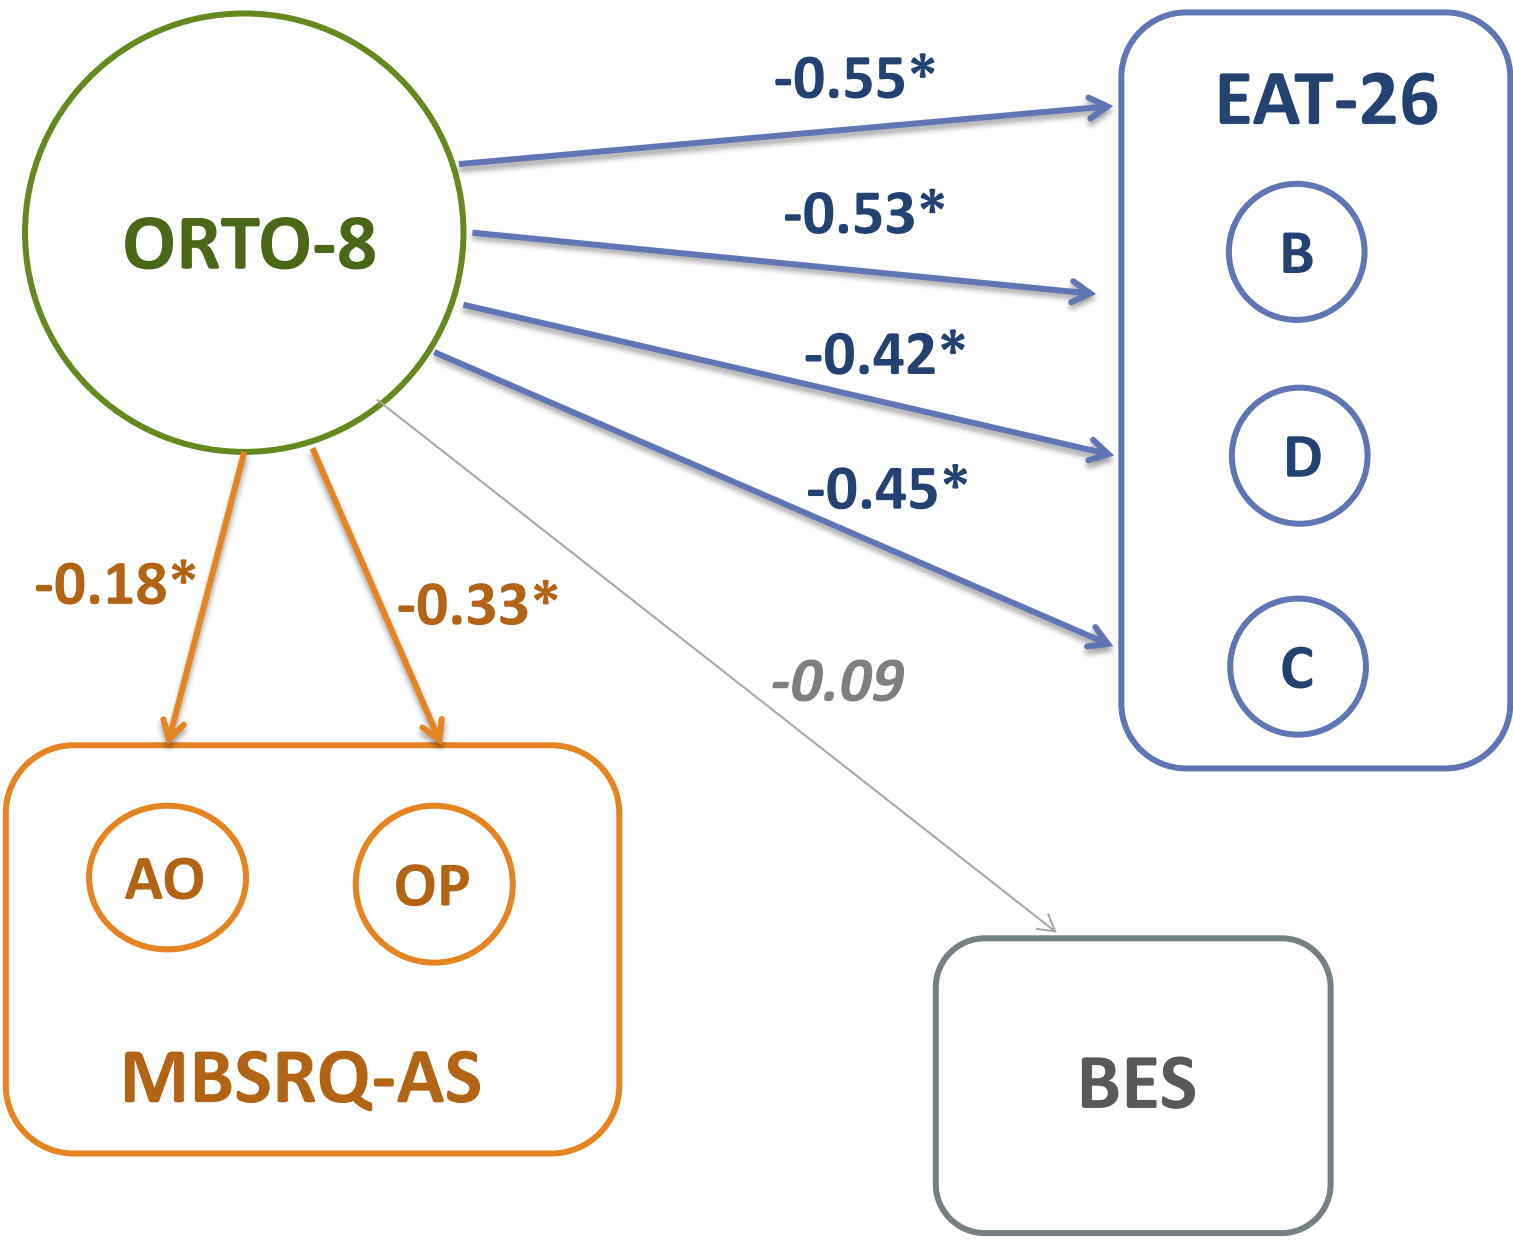 -0.55*
EAT-26
-0.53*
ORTO-8
B
-0.42*
D
-0.45*
-0.18*
-0.33*
-0.09
C
AO
OP
MBSRQ-AS
BES